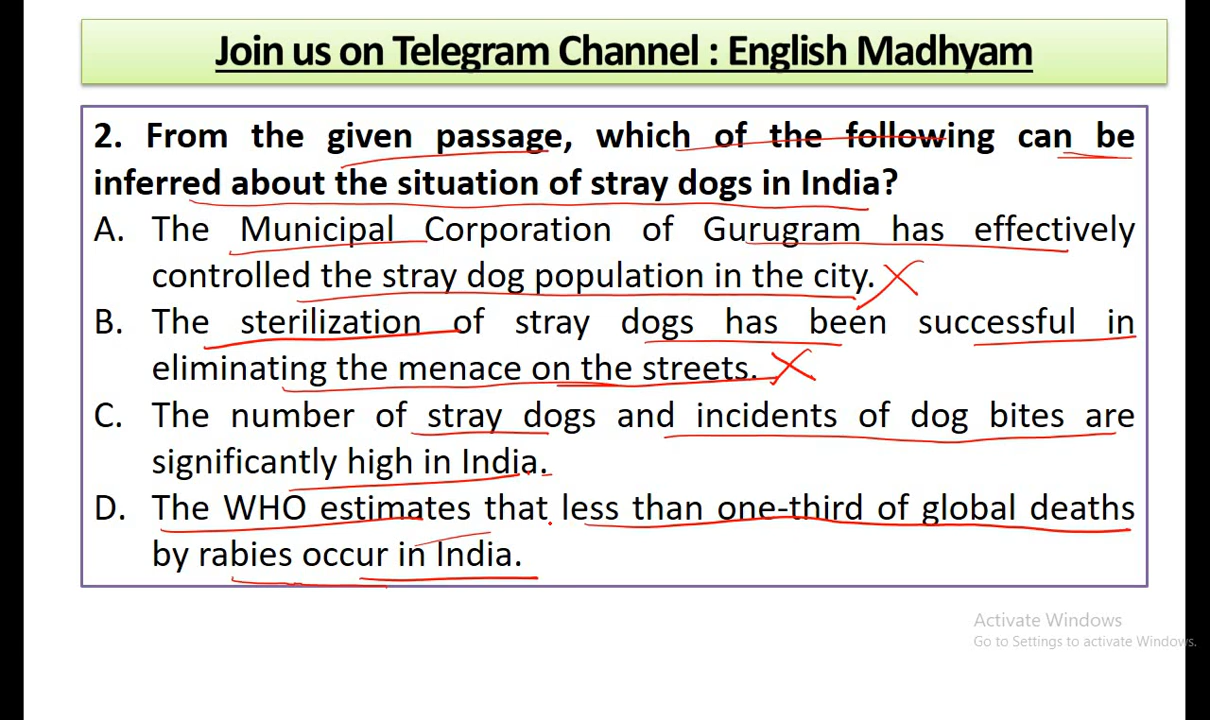 Join us on Telegram Channel : English Madhyam
2. From the given passage, which of the following can be
inferred about the situation of stray dogs in India?
A. The Municipal Corporation of Gurugram has effectively
controlled the stray dog population in the city.
B. The sterilization of stray dogs has been successful in
eliminating the menace on the streets.
C. The number of stray dogs and incidents of dog bites are
significantly high in India.
D. The WHO estimates that less than one-third of global deaths
by rabies occur in India.
Activate Windows
Go to Settings to activate Windows.